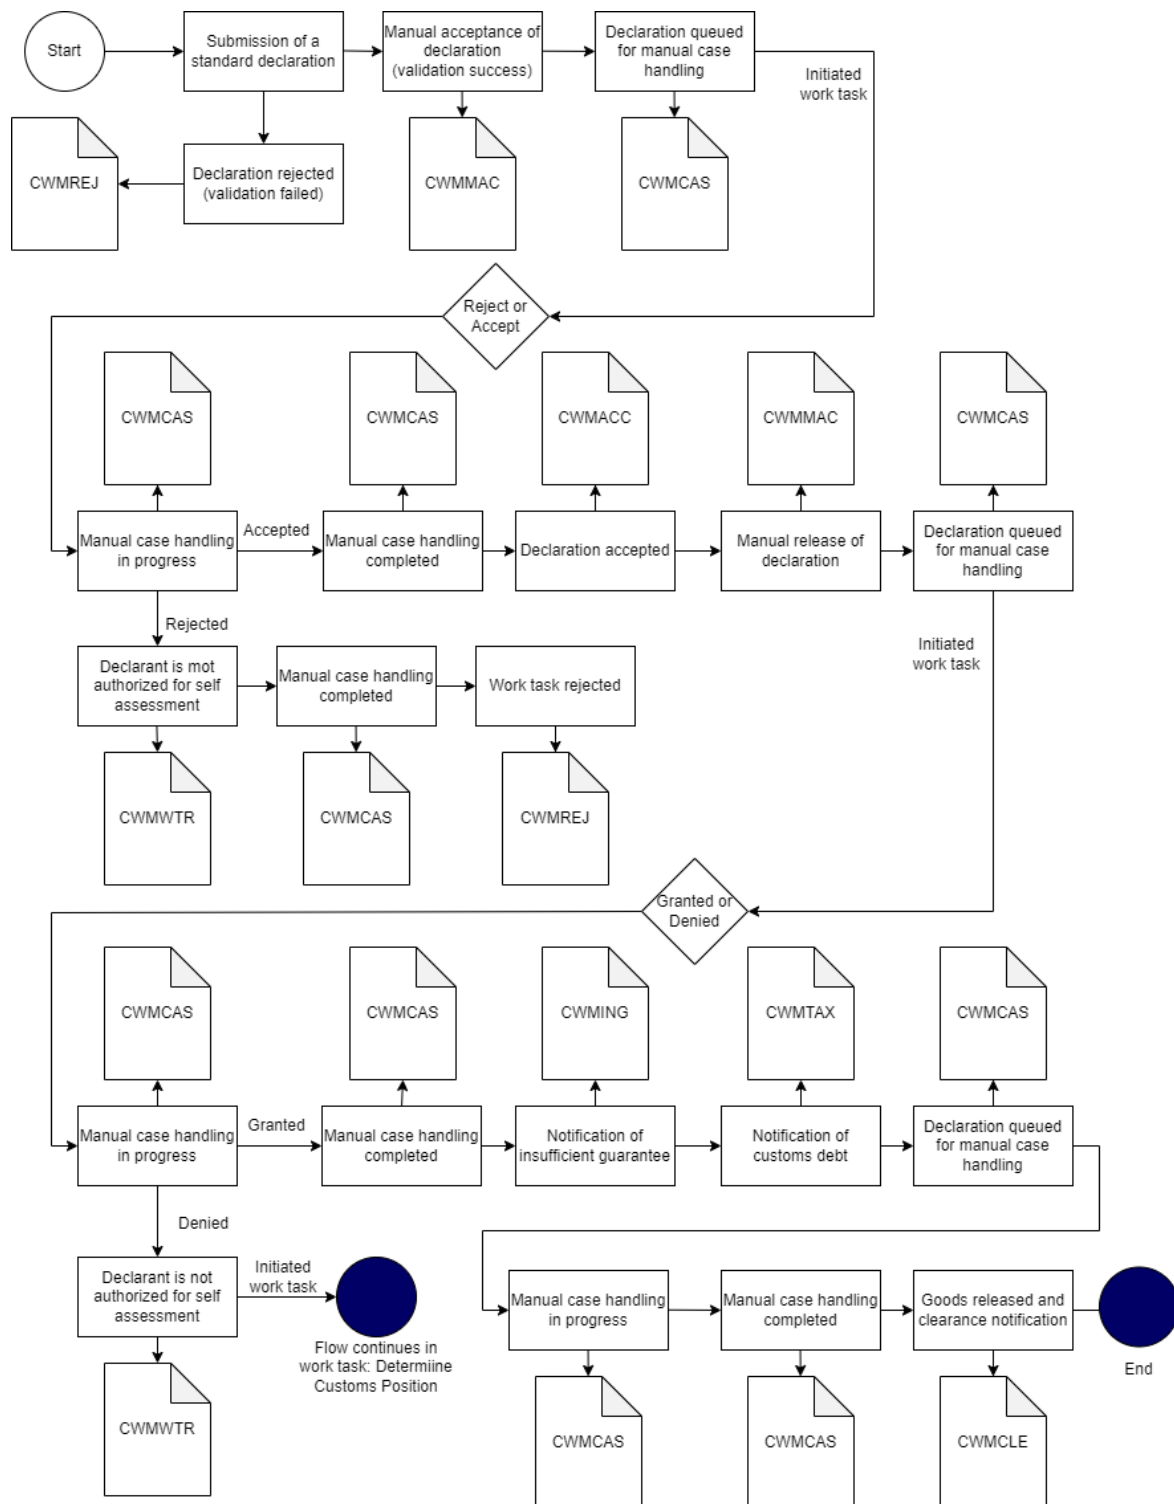 Start
Submission of a
standard declaration
Manual acceptance of
declaration
(validation success)
Declaration queued
for manual case
handling
Initiated
work task
CWMREJ
Declaration rejected
(validation failed)
CWMMAC
CWMCAS
Reject or
Accept
CWMCAS
CWMCAS
CWMACC
CWMMAC
CWMCAS
Manual case handling
in progress
Accepted
Manual case handling
completed
Declaration accepted
Manual release of
declaration
Declaration queued
for manual case
handling
Rejected
Initiated
work task
Declarant is mot
authorized for self
assessment
Manual case handling
completed
Work task rejected
CWMWTR
CWMCAS
CWMREJ
Granted or
Denied
CWMCAS
CWMCAS
CWMING
CWMTAX
CWMCAS
Manual case handling
in progress
Granted
Manual case handling
completed
Notification of
insufficient guarantee
Notification of
customs debt
Declaration queued
for manual case
handling
Denied
Declarant is not
authorized for self
assessment
Initiated
work task
Flow continues in
work task: Determiine
Customs Position
Manual case handling
in progress
Manual case handling
completed
Goods released and
clearance notification
End
CWMWTR
CWMCAS
CWMCAS
CWMCLE